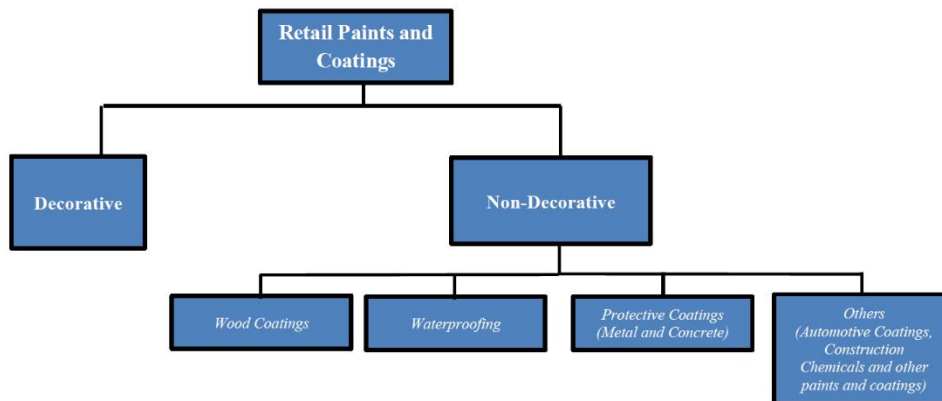 Retail Paints and
Coatings
Decorative
Non-Decorative
Wood Coatings
Waterproofing
Protective Coatings
(Metal and Concrete)
Others
(Automotive Coatings,
Construction
Chemicals and other
paints and coatings)